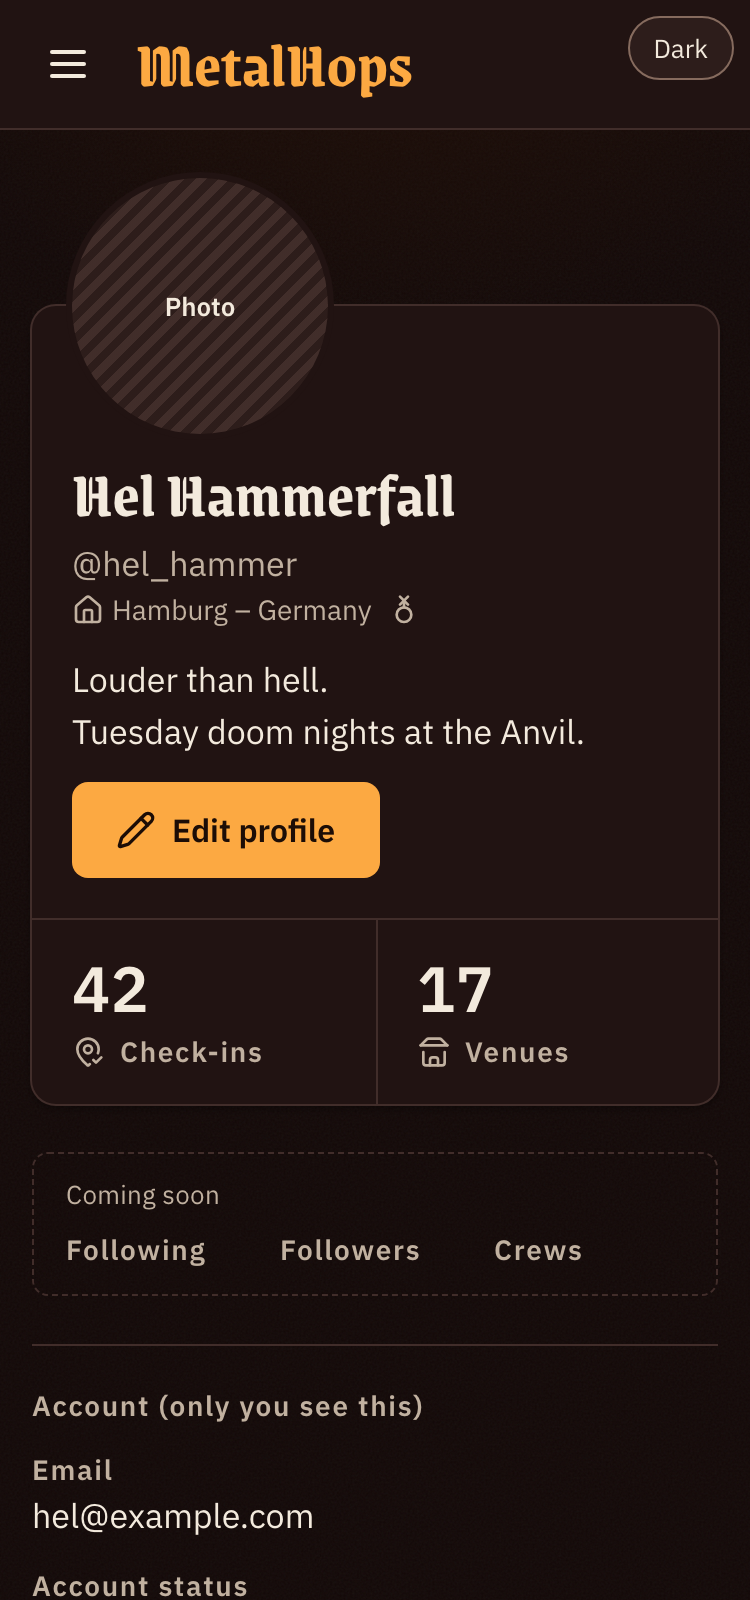 MetalHops
Dark
Photo
Hel Hammerfall
@hel_hammer
Hamburg – Germany
Louder than hell.
Tuesday doom nights at the Anvil.
Edit profile
42
Check-ins
17
Venues
Coming soon
Following Followers Crews
Account (only you see this)
Email
hel@example.com
Account status